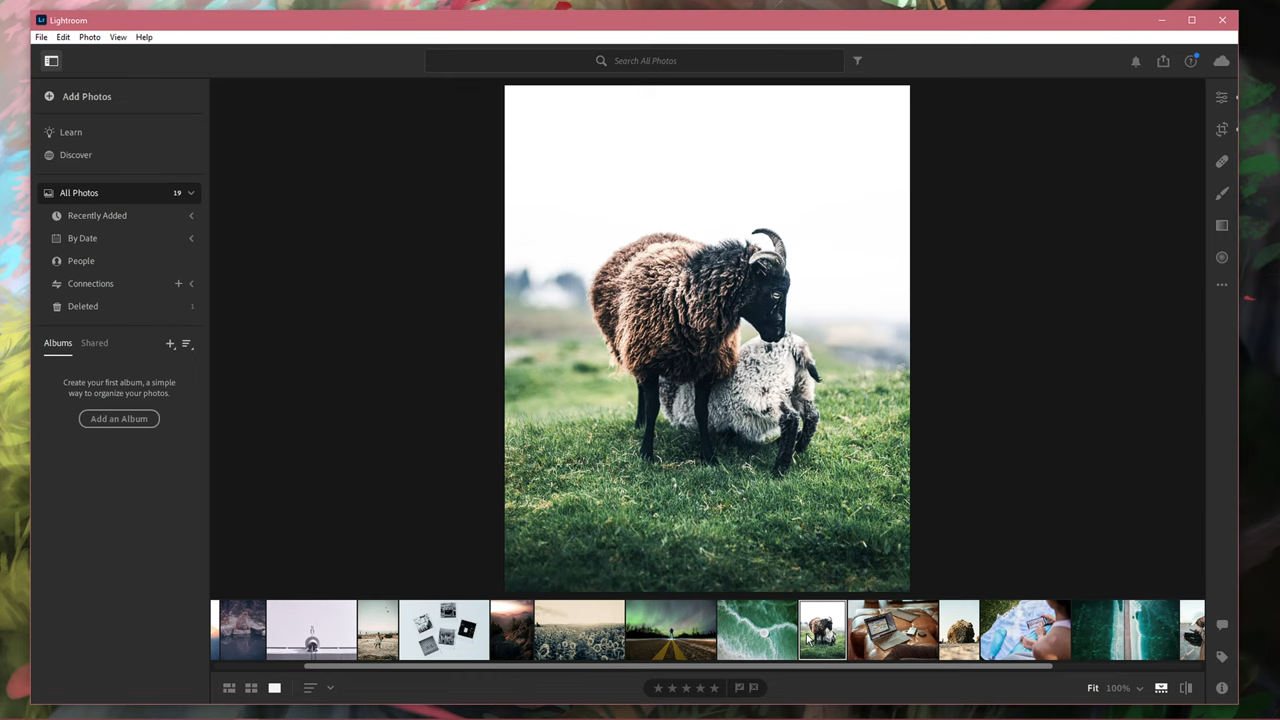 Lr Lightroom
File Edit Photo View Help
Search All Photos
?
Add Photos
Learn
Discover
All Photos 19
Recently Added
By Date
People
Connections
Deleted 1
Albums Shared
Create your first album, a simple
way to organize your photos.
Add an Album
Fit 100%